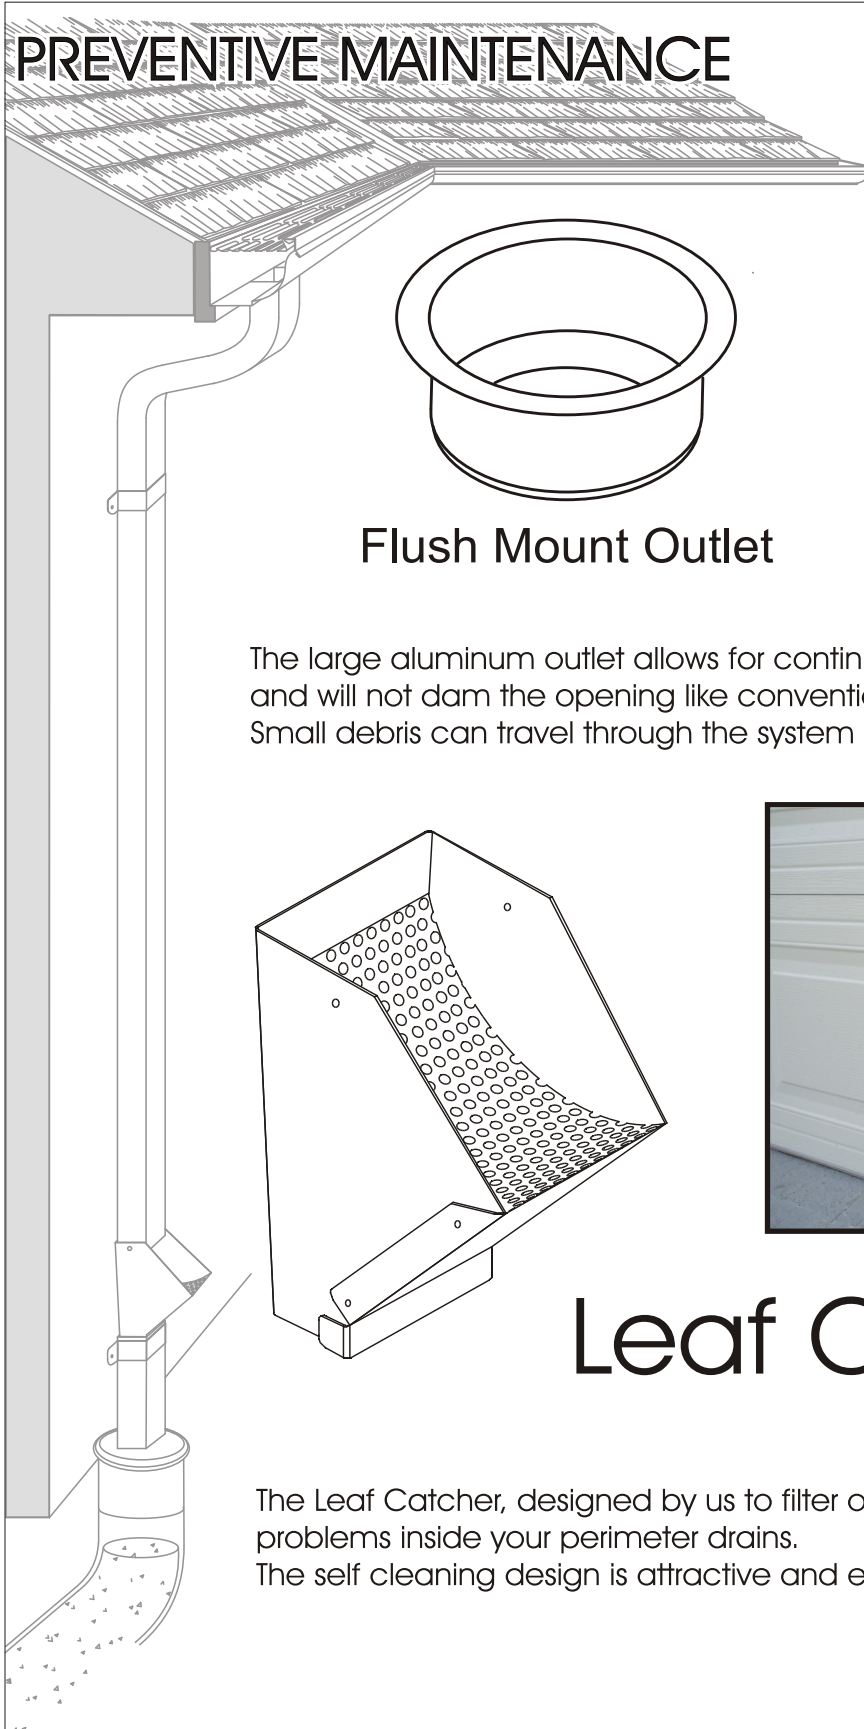 PREVENTIVE MAINTENANCE
Flush Mount Outlet
The large aluminum outlet allows for contin
and will not dam the opening like conventi
Small debris can travel through the system
Leaf C
The Leaf Catcher, designed by us to filter o
problems inside your perimeter drains.
The self cleaning design is attractive and e